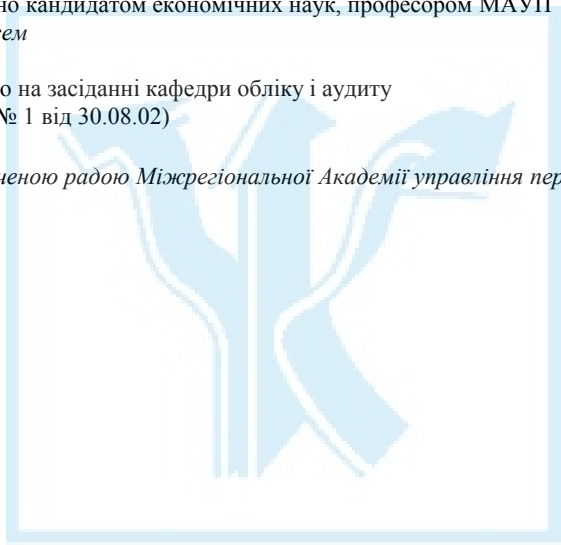 но кандидатом економічних наук, професором МАУП
ем
о на засіданні кафедри обліку і аудиту
№ 1 від 30.08.02)
ченою радою Міжрегіональної Академії управління пер